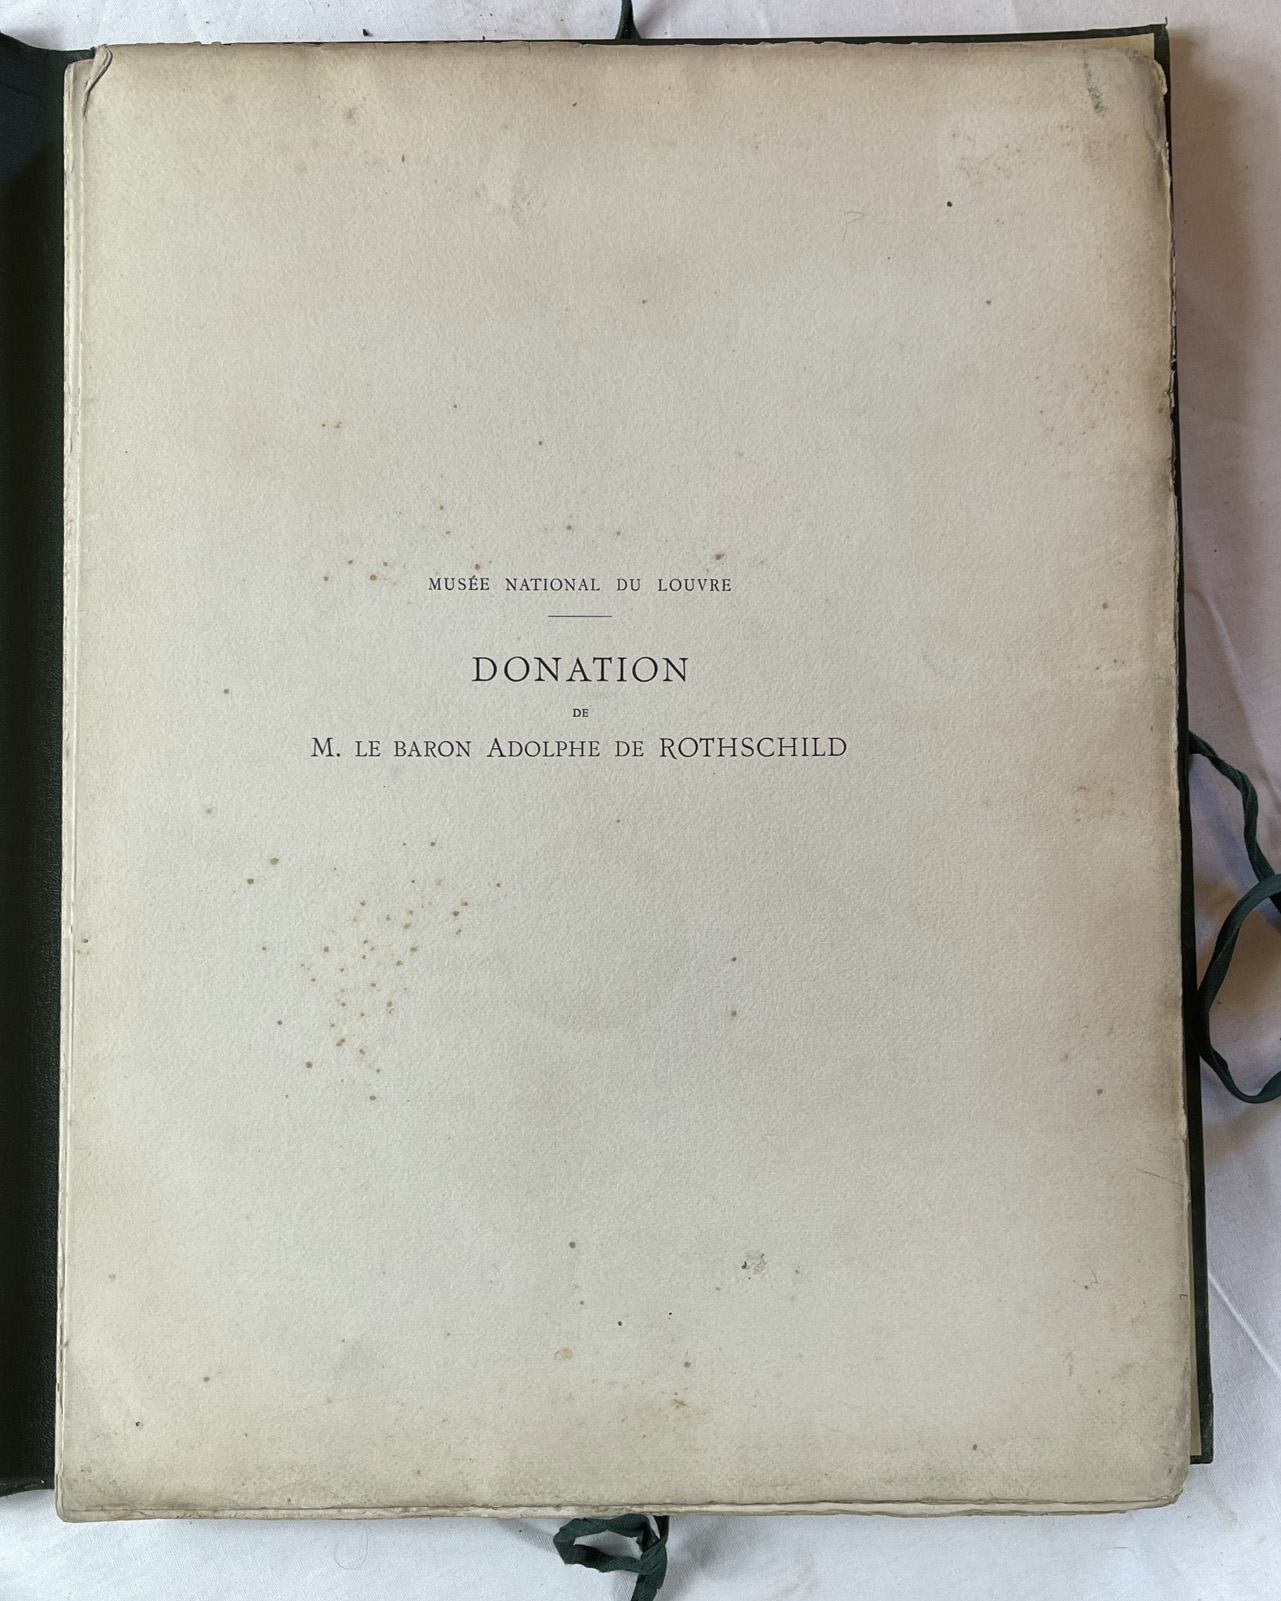 MUSÉE NATIONAL DU LOUVRE
DONATION
DE
M. LE BARON ADOLPHE DE ROTHSCHILD